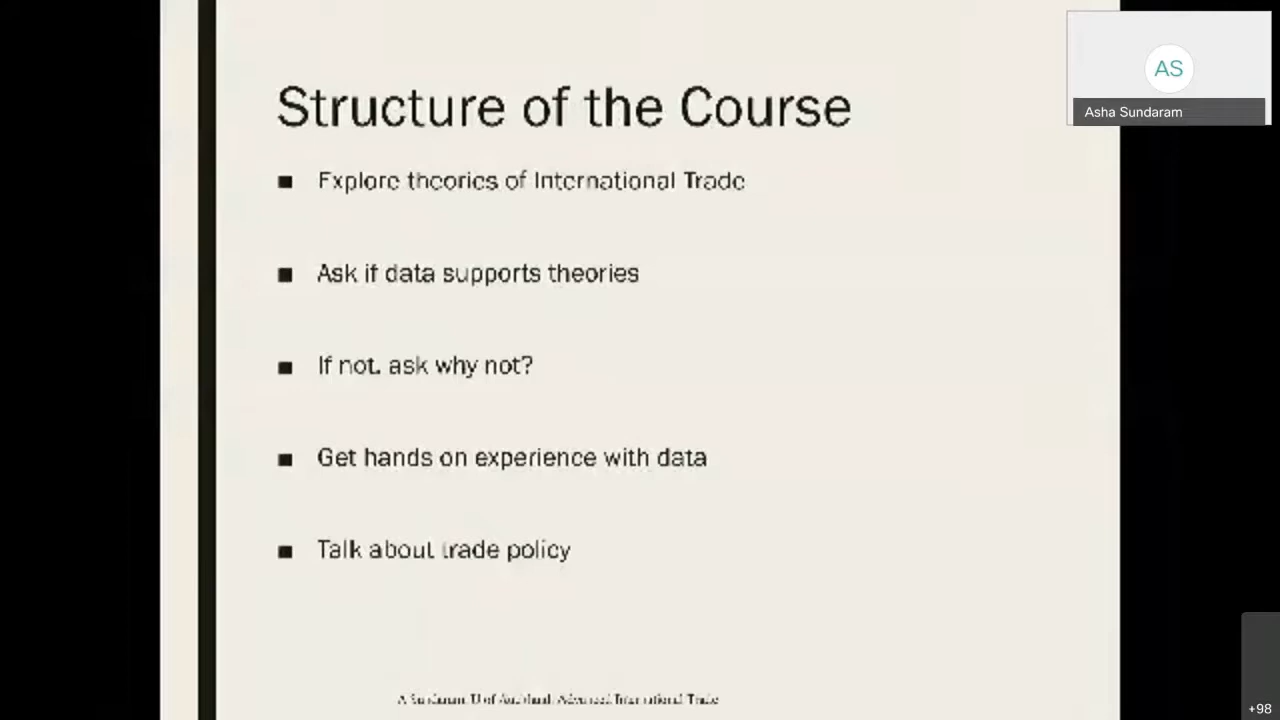 Structure of the Course
AS
Asha Sundaram
■ Explore theories of International Trade
■ Ask if data supports theories
■ If not, ask why not?
■ Get hands on experience with data
■ Talk about trade policy
A Sundaram U of Auckland, Advanced International Trade
+98